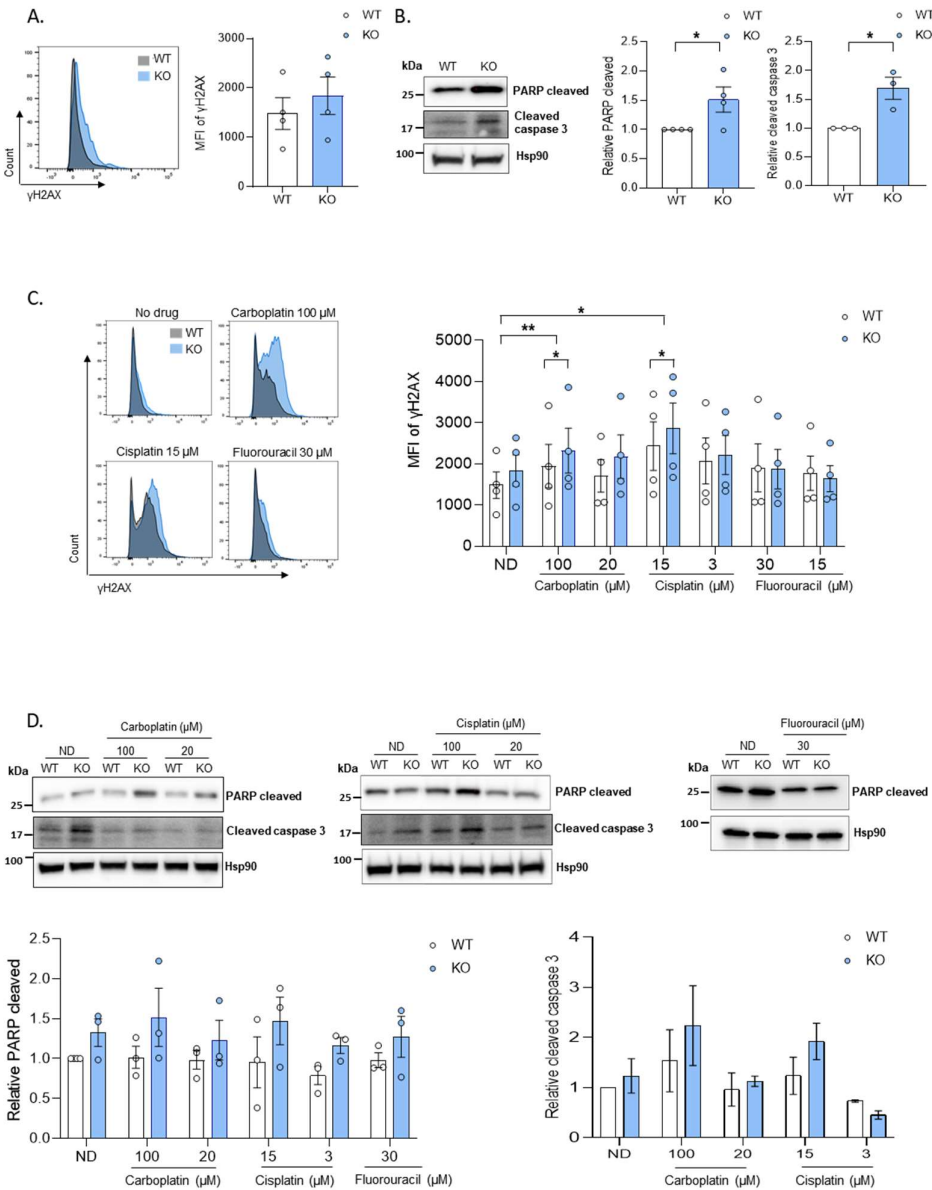 A.
WT
KO
Count
γH2AX
MFI of γH2AX
3000
2000
1000
0
WT KO
WT
KO
B.
kDa WT KO
25
PARP cleaved
17
Cleaved
caspase 3
100
Hsp90
Relative PARP cleaved
2.5
2.0
1.5
1.0
0.5
0.0
*
WT KO
WT
KO
Relative cleaved caspase 3
2.5
2.0
1.5
1.0
0.5
0.0
*
WT KO
WT
KO
C.
No drug
WT
KO
Carboplatin 100 µM
Cisplatin 15 µM
Fluorouracil 30 µM
Count
γH2AX
MFI of γH2AX
5000
4000
3000
2000
1000
0
*
**
*
*
WT
KO
ND 100 20 15 3 30 15
Carboplatin (µM) Cisplatin (µM) Fluorouracil (µM)
D.
Carboplatin (µM)
ND 100 20
kDa WT KO WT KO WT KO
25
PARP cleaved
17
Cleaved caspase 3
100
Hsp90
Cisplatin (µM)
ND 100 20
kDa WT KO WT KO WT KO
25
PARP cleaved
17
Cleaved caspase 3
100
Hsp90
Fluorouracil (µM)
ND 30
kDa WT KO WT KO
25
PARP cleaved
100
Hsp90
Relative PARP cleaved
2.5
2.0
1.5
1.0
0.5
0.0
WT
KO
ND 100 20 15 3 30
Carboplatin (µM) Cisplatin (µM) Fluorouracil (µM)
Relative cleaved caspase 3
4
3
2
1
0
WT
KO
ND 100 20 15 3
Carboplatin (µM) Cisplatin (µM)